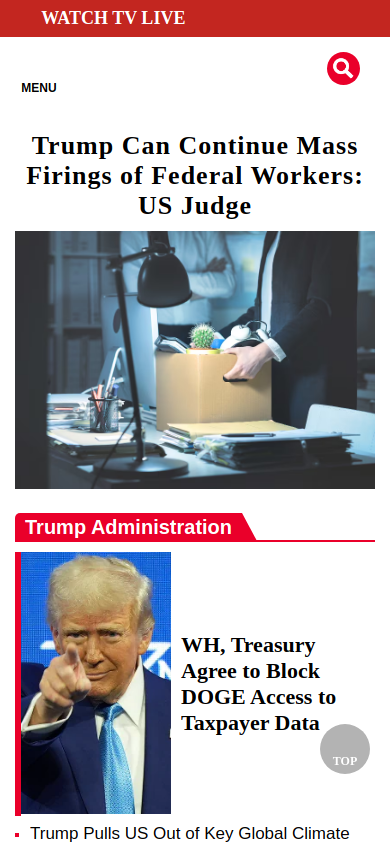 WATCH TV LIVE
MENU
Trump Can Continue Mass
Firings of Federal Workers:
US Judge
Trump Administration
WH, Treasury
Agree to Block
DOGE Access to
Taxpayer Data
TOP
Trump Pulls US Out of Key Global Climate